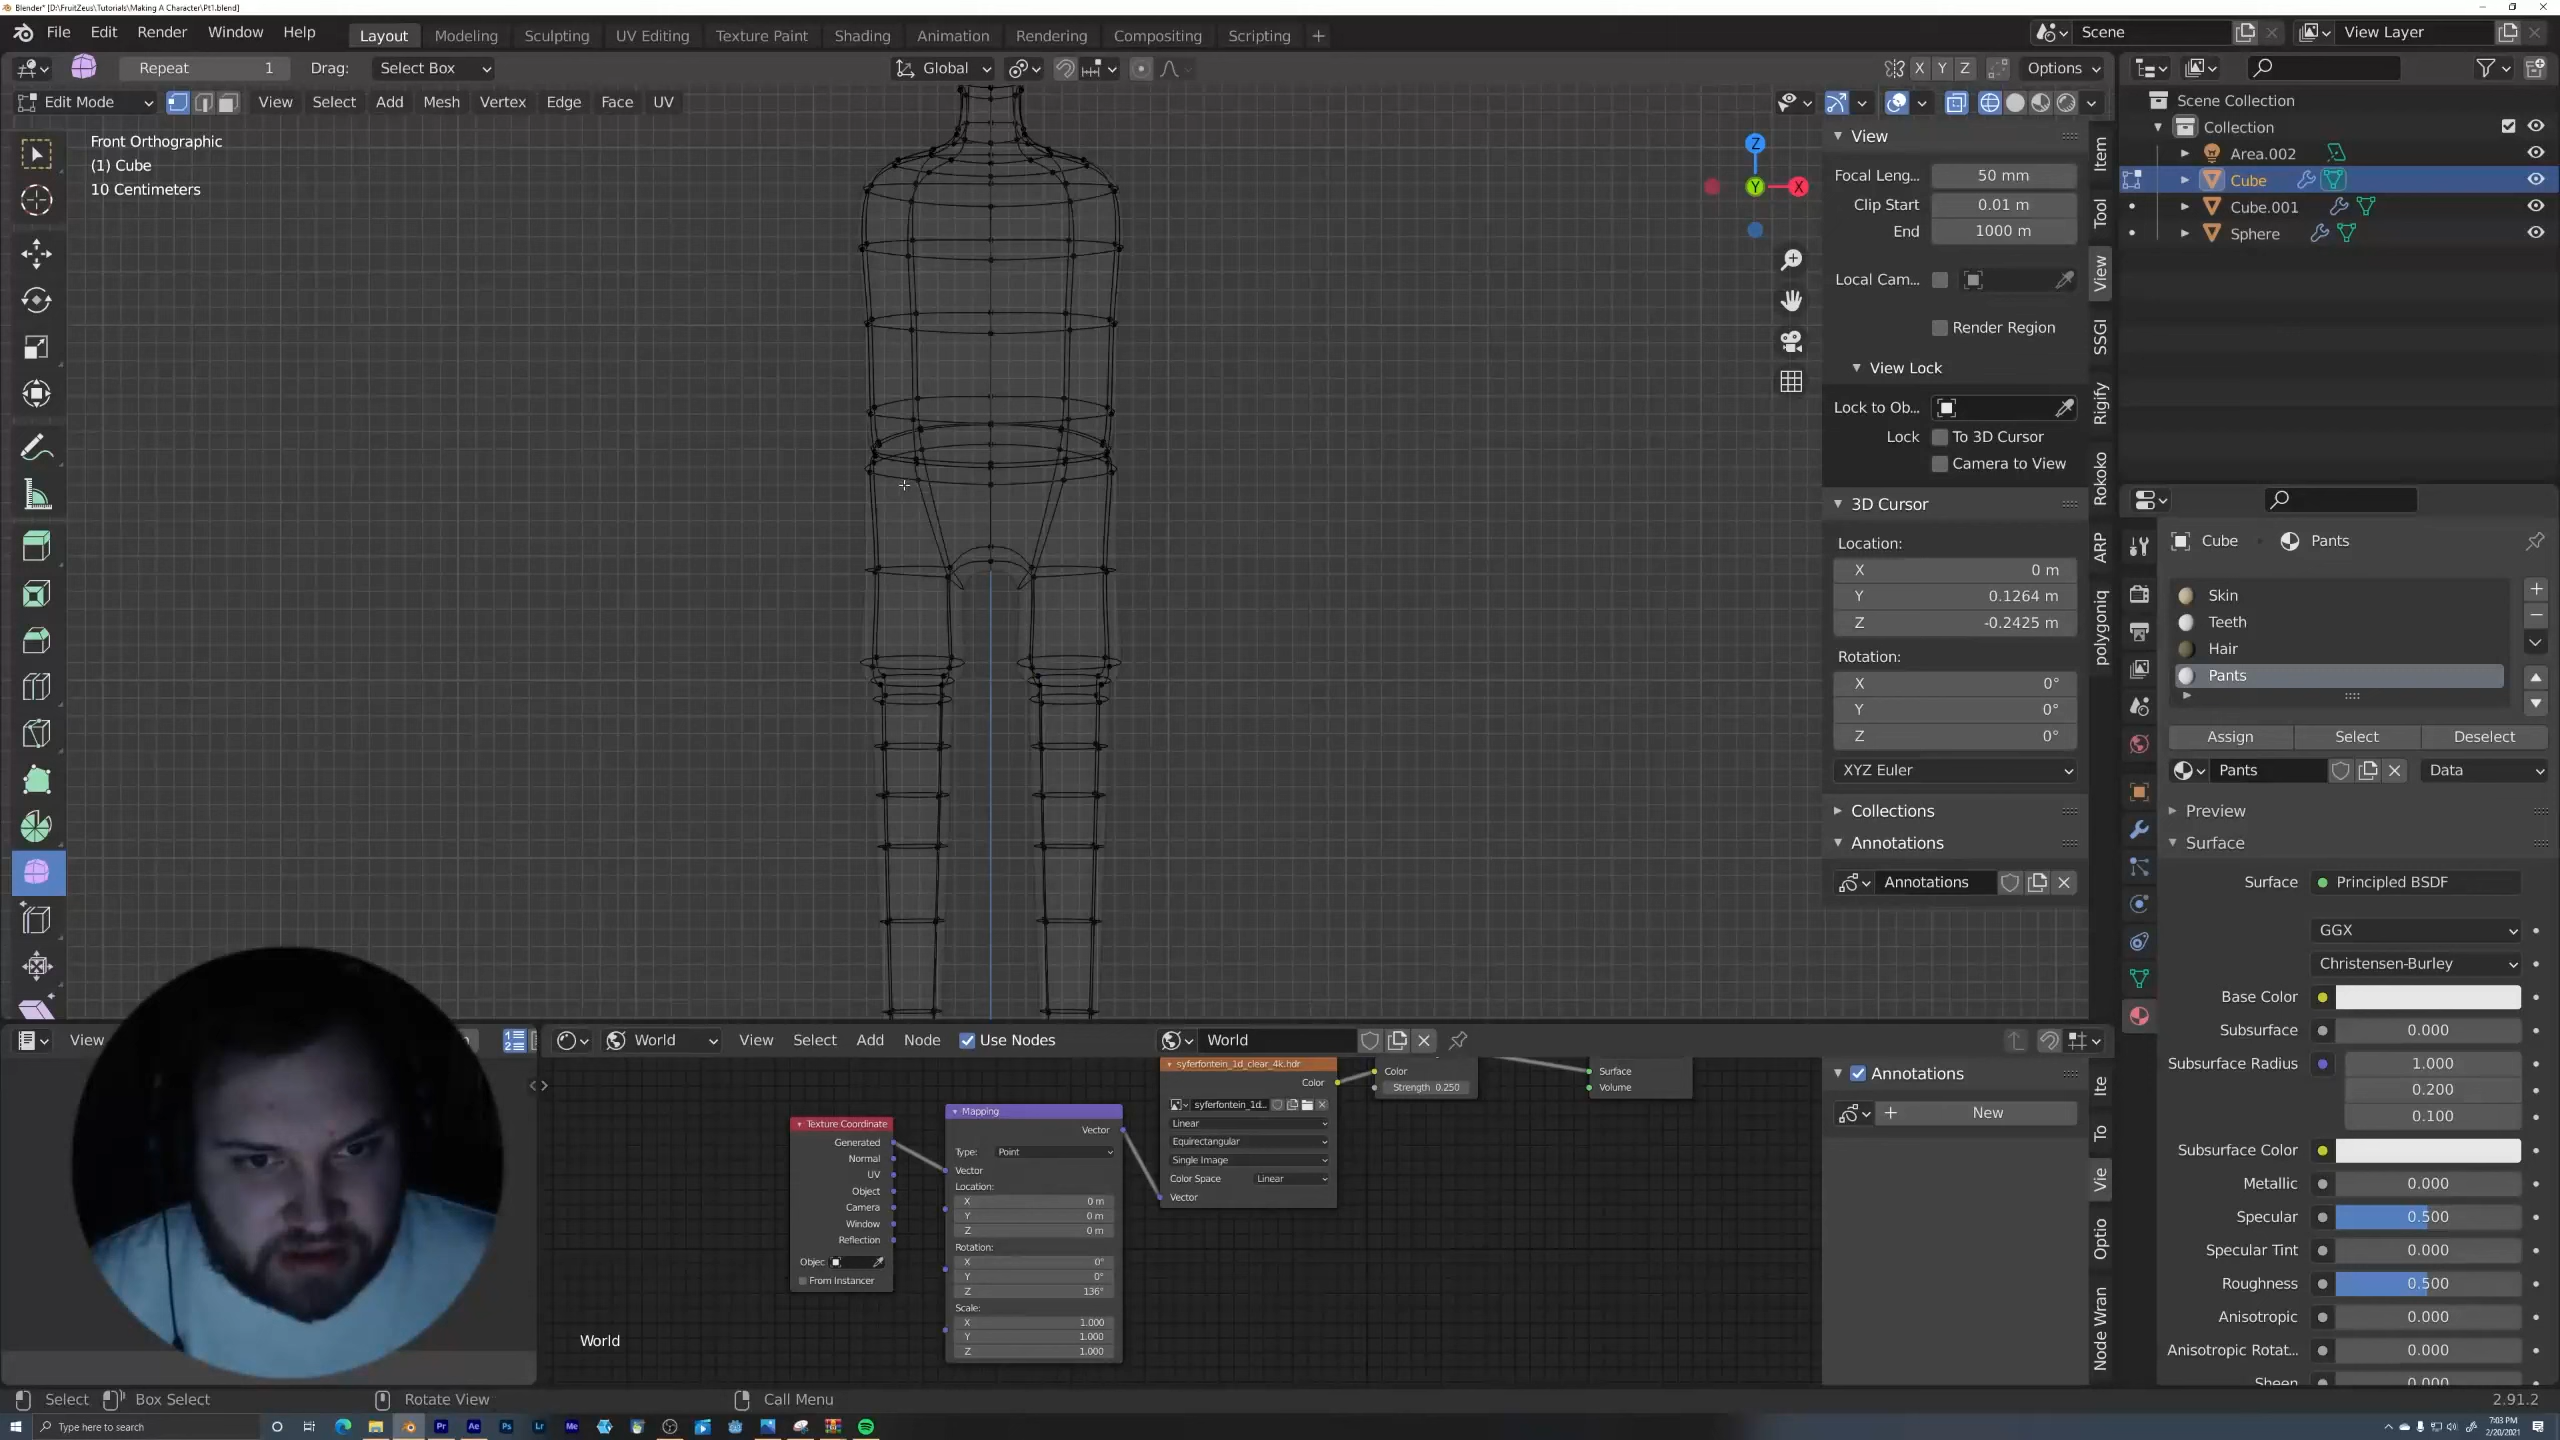 Blender* [D:\FruitZeus\Tutorials\Making A Character\Pt1.blend]
File Edit Render Window Help Layout Modeling Sculpting UV Editing Texture Paint Shading Animation Rendering Compositing Scripting + Scene View Layer
Repeat 1 Drag: Select Box Global X Y Z Options
Edit Mode View Select Add Mesh Vertex Edge Face UV
Front Orthographic
(1) Cube
10 Centimeters
Z
Y
X
View
Focal Leng... 50 mm
Clip Start 0.01 m
End 1000 m
Local Cam...
Render Region
View Lock
Lock to Ob...
Lock To 3D Cursor
Camera to View
3D Cursor
Location:
X 0 m
Y 0.1264 m
Z -0.2425 m
Rotation:
X 0°
Y 0°
Z 0°
XYZ Euler
Collections
Annotations
Annotations
Item
Tool
View
SSGI
Rigify
Rokoko
ARP
polygoniq
Scene Collection
Collection
Area.002
Cube
Cube.001
Sphere
Cube Pants
Skin
Teeth
Hair
Pants
Assign Select Deselect
Pants Data
Preview
Surface
Surface Principled BSDF
GGX
Christensen-Burley
Base Color
Subsurface 0.000
Subsurface Radius 1.000
0.200
0.100
Subsurface Color
Metallic 0.000
Specular 0.500
Specular Tint 0.000
Roughness 0.500
Anisotropic 0.000
Anisotropic Rotat... 0.000
Sheen 0.000
View
World View Select Add Node Use Nodes World
Texture Coordinate
Generated
Normal
UV
Object
Camera
Window
Reflection
Objec
From Instancer
Mapping
Vector
Type: Point
Vector
Location:
X 0 m
Y 0 m
Z 0 m
Rotation:
X 0°
Y 0°
Z 136°
Scale:
X 1.000
Y 1.000
Z 1.000
syferfontein_1d_clear_4k.hdr
Color
syferfontein_1d...
Linear
Equirectangular
Single Image
Color Space Linear
Vector
Color
Strength 0.250
Surface
Volume
World
Annotations
+ New
Ite
To
Vie
Optio
Node Wran
Select Box Select Rotate View Call Menu 2.91.2
Type here to search
Pr Ae Ps Lr Me
7:03 PM
2/20/2021